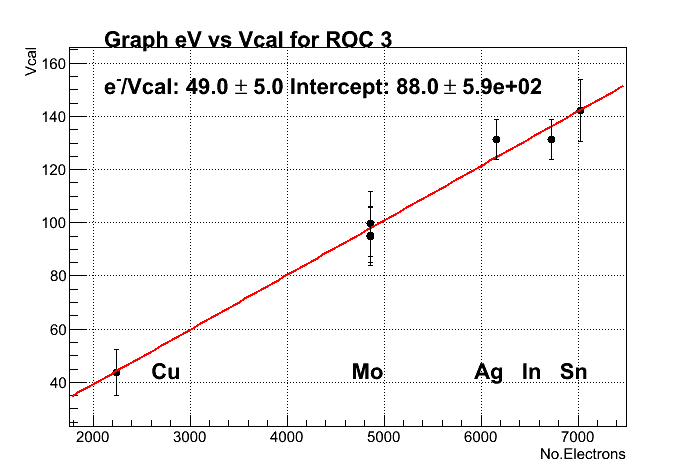 Graph eV vs Vcal for ROC 3
Vcal
e⁻/Vcal: 49.0 ± 5.0 Intercept: 88.0 ± 5.9e+02
160
140
120
100
80
60
40
Cu Mo Ag In Sn
2000 3000 4000 5000 6000 7000
No.Electrons